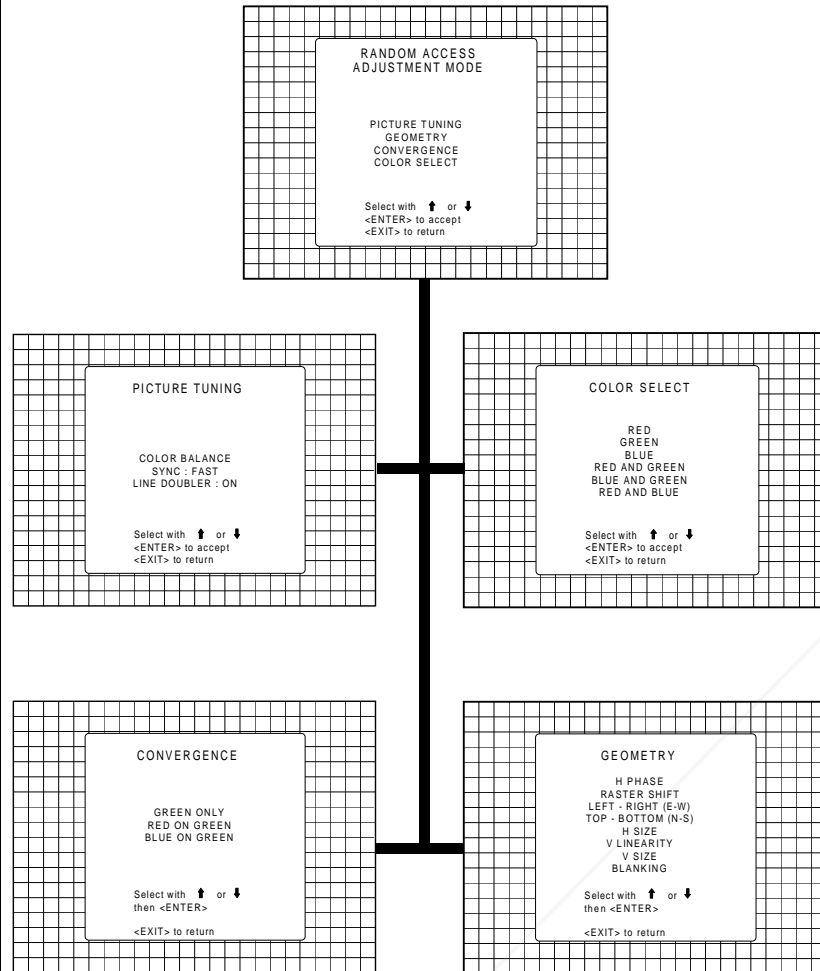 RANDOM ACCESS
ADJUSTMENT MODE
PICTURE TUNING
GEOMETRY
CONVERGENCE
COLOR SELECT
Select with ⬆ or ⬇
<ENTER> to accept
<EXIT> to return
PICTURE TUNING
COLOR BALANCE
SYNC : FAST
LINE DOUBLER : ON
Select with ⬆ or ⬇
<ENTER> to accept
<EXIT> to return
COLOR SELECT
RED
GREEN
BLUE
RED AND GREEN
BLUE AND GREEN
RED AND BLUE
Select with ⬆ or ⬇
<ENTER> to accept
<EXIT> to return
CONVERGENCE
GREEN ONLY
RED ON GREEN
BLUE ON GREEN
Select with ⬆ or ⬇
then <ENTER>
<EXIT> to return
GEOMETRY
H PHASE
RASTER SHIFT
LEFT - RIGHT (E-W)
TOP - BOTTOM (N-S)
H SIZE
V LINEARITY
V SIZE
BLANKING
Select with ⬆ or ⬇
then <ENTER>
<EXIT> to return